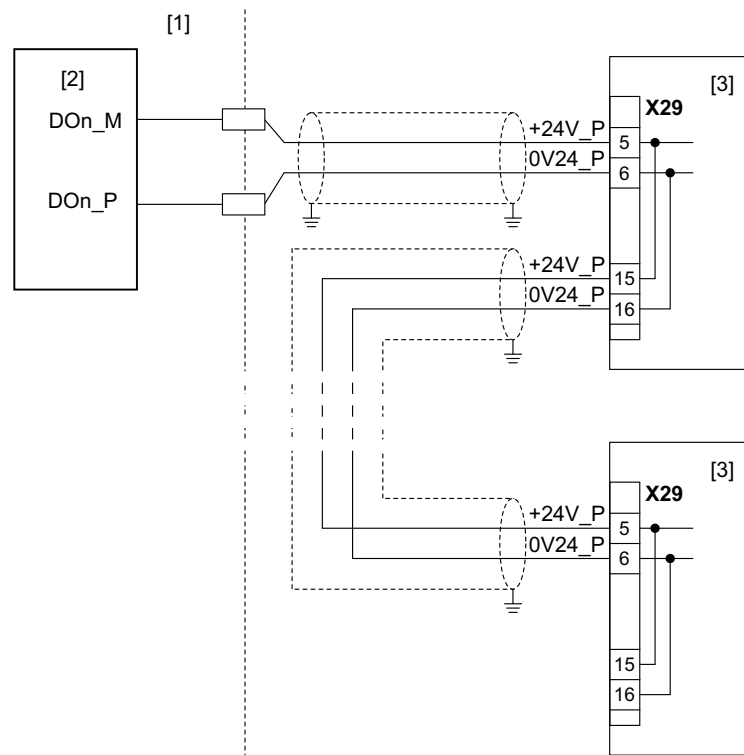 [1]
[2]
DOn_M
DOn_P
[3]
X29
+24V_P
5
0V24_P
6
+24V_P
15
0V24_P
16
[3]
X29
+24V_P
5
0V24_P
6
15
16